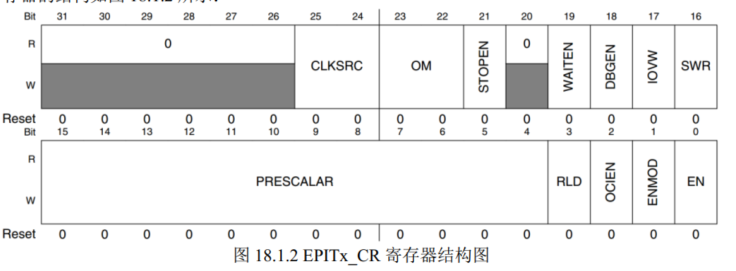 Bit 31 30 29 28 27 26 25 24 23 22 21 20 19 18 17 16
R 0 CLKSRC OM STOPEN 0 WAITEN DBGEN IOVW SWR
W
Reset 0 0 0 0 0 0 0 0 0 0 0 0 0 0 0 0
Bit 15 14 13 12 11 10 9 8 7 6 5 4 3 2 1 0
R PRESCALAR RLD OCIEN ENMOD EN
W
Reset 0 0 0 0 0 0 0 0 0 0 0 0 0 0 0 0
图 18.1.2 EPITx_CR 寄存器结构图